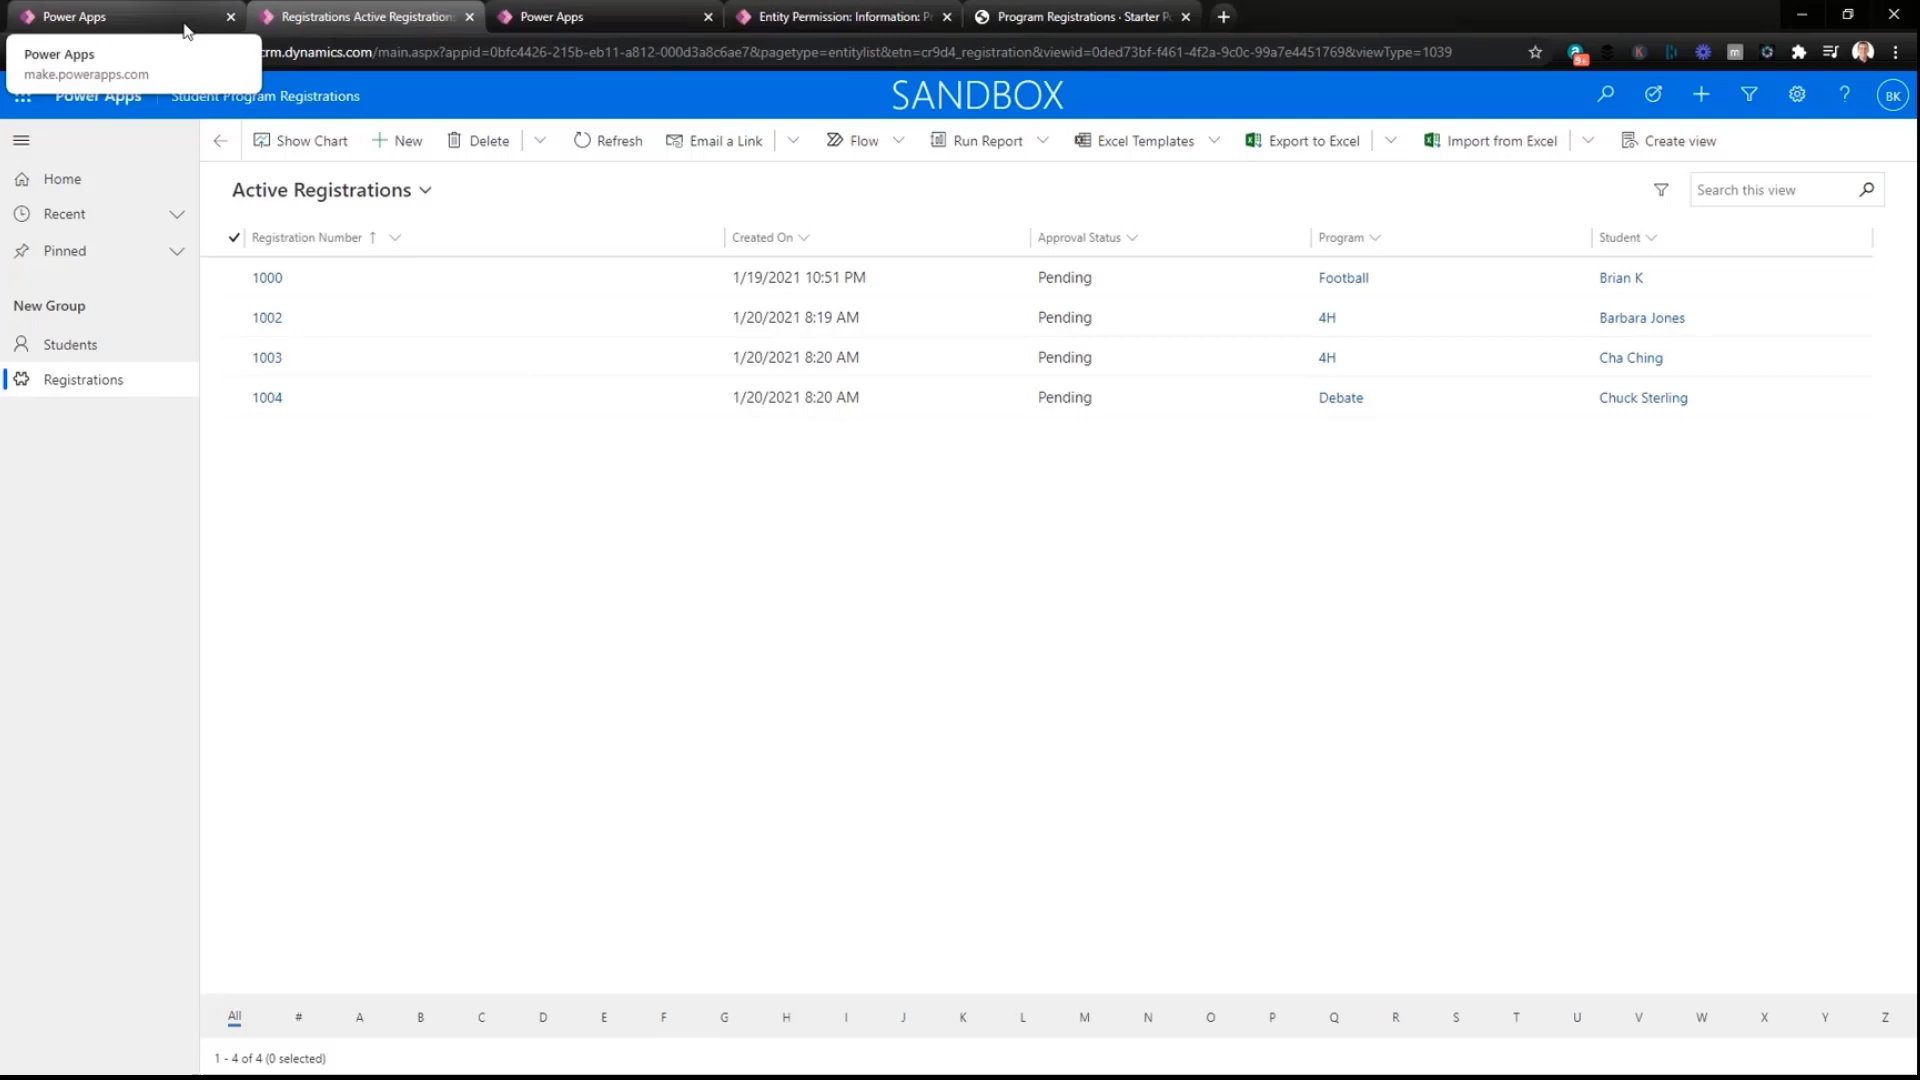 Power Apps
Registrations Active Registration
Power Apps
Entity Permission: Information: P
Program Registrations · Starter P
Power Apps
make.powerapps.com
crm.dynamics.com/main.aspx?appid=0bfc4426-215b-eb11-a812-000d3a8c6ae7&pagetype=entitylist&etn=cr9d4_registration&viewid=0ded73bf-f461-4f2a-9c0c-99a7e4451769&viewType=1039
Power Apps
Student Program Registrations
SANDBOX
BK
Show Chart
New
Delete
Refresh
Email a Link
Flow
Run Report
Excel Templates
Export to Excel
Import from Excel
Create view
Home
Recent
Pinned
New Group
Students
Registrations
Active Registrations
Search this view
Registration Number Created On Approval Status Program Student
1000 1/19/2021 10:51 PM Pending Football Brian K
1002 1/20/2021 8:19 AM Pending 4H Barbara Jones
1003 1/20/2021 8:20 AM Pending 4H Cha Ching
1004 1/20/2021 8:20 AM Pending Debate Chuck Sterling
All # A B C D E F G H I J K L M N O P Q R S T U V W X Y Z
1 - 4 of 4 (0 selected)